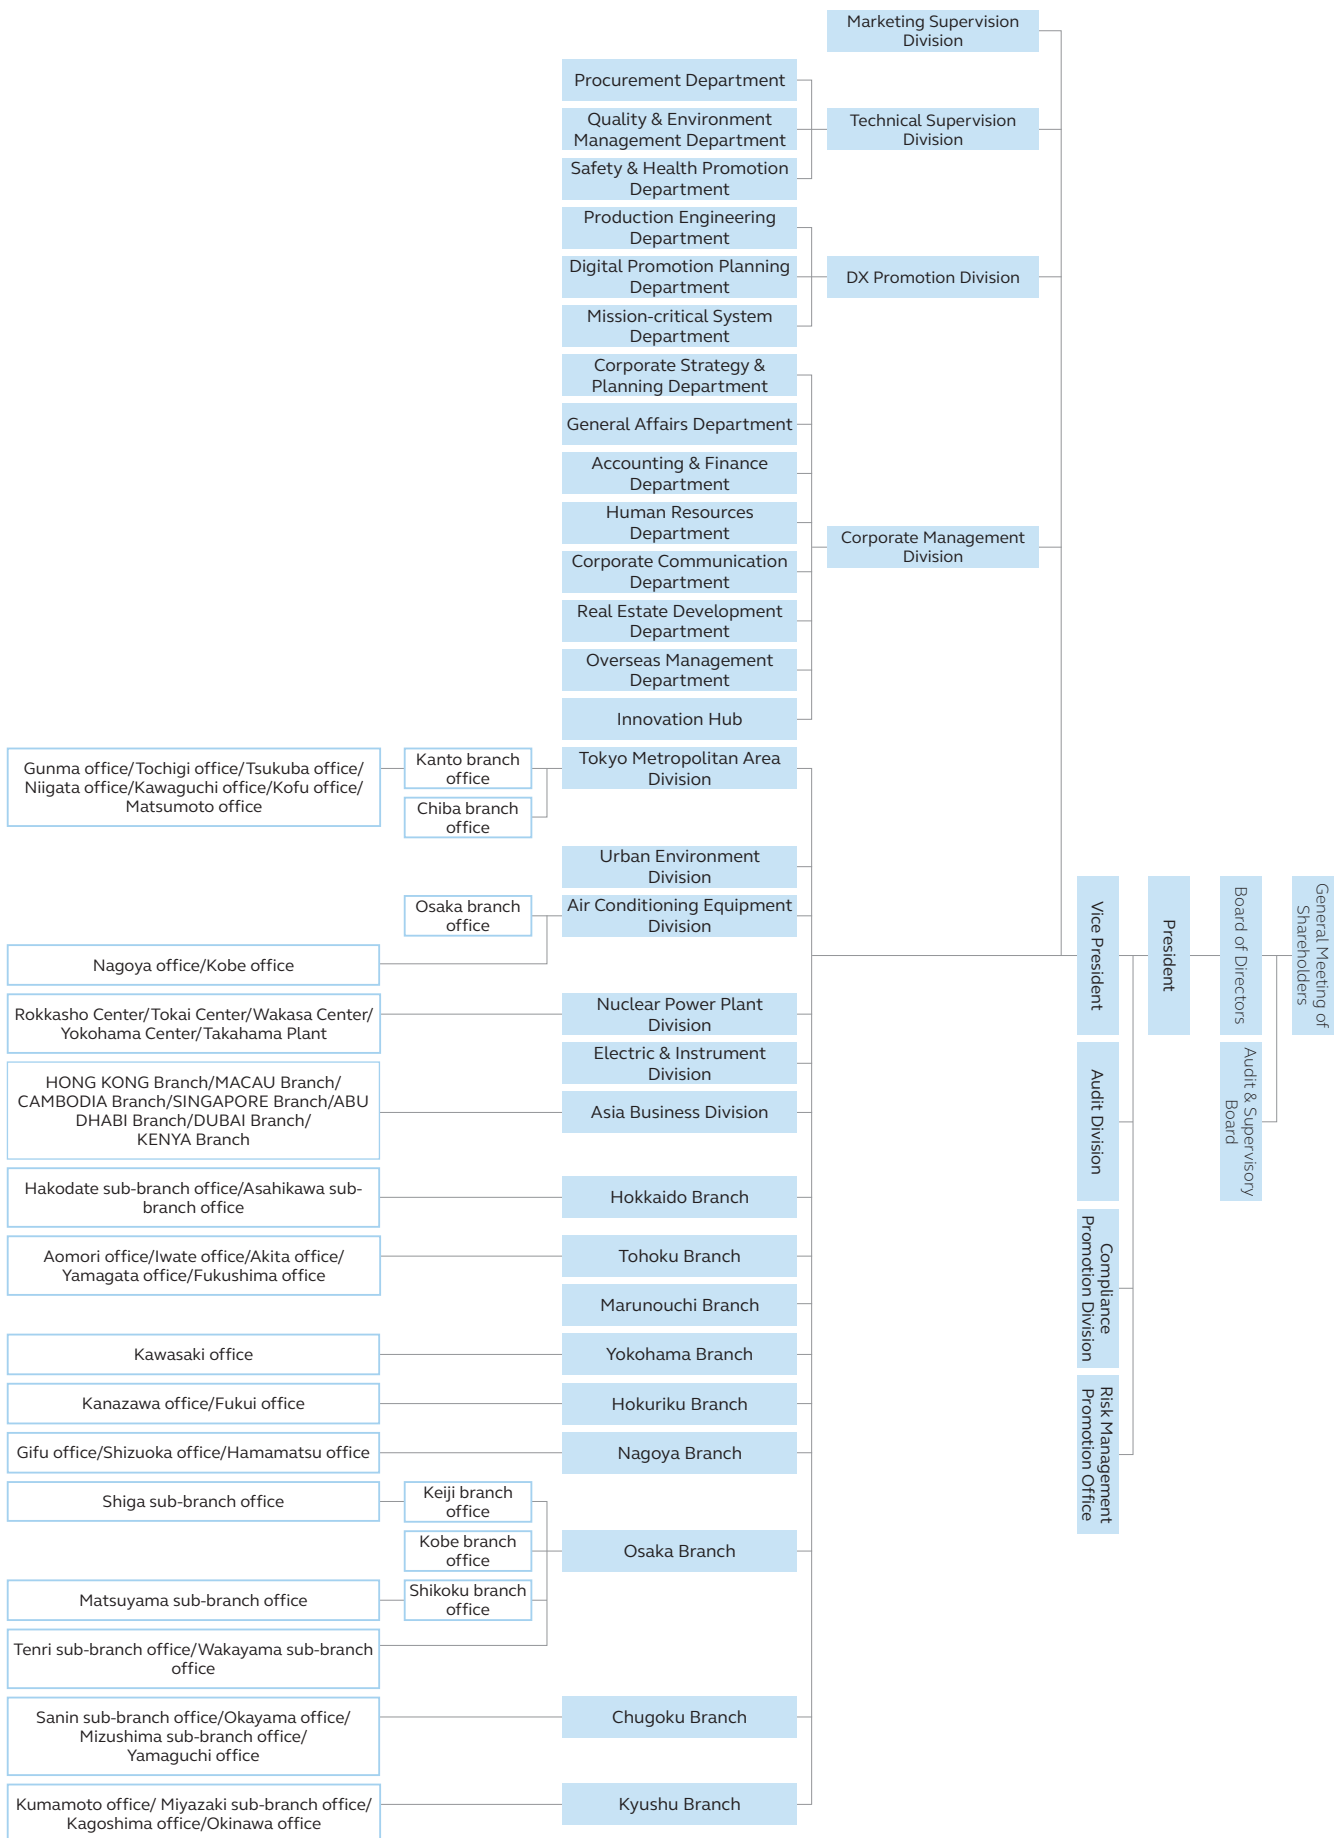 Marketing Supervision
Division
Procurement Department
Quality & Environment
Management Department
Technical Supervision
Division
Safety & Health Promotion
Department
Production Engineering
Department
Digital Promotion Planning
Department
DX Promotion Division
Mission-critical System
Department
Corporate Strategy &
Planning Department
General Affairs Department
Accounting & Finance
Department
Human Resources
Department
Corporate Management
Division
Corporate Communication
Department
Real Estate Development
Department
Overseas Management
Department
Innovation Hub
Gunma office/Tochigi office/Tsukuba office/
Niigata office/Kawaguchi office/Kofu office/
Matsumoto office
Kanto branch
office
Tokyo Metropolitan Area
Division
Chiba branch
office
Urban Environment
Division
Osaka branch
office
Air Conditioning Equipment
Division
Nagoya office/Kobe office
Vice President
President
Board of Directors
General Meeting of
Shareholders
Rokkasho Center/Tokai Center/Wakasa Center/
Yokohama Center/Takahama Plant
Nuclear Power Plant
Division
Electric & Instrument
Division
HONG KONG Branch/MACAU Branch/
CAMBODIA Branch/SINGAPORE Branch/ABU
DHABI Branch/DUBAI Branch/
KENYA Branch
Asia Business Division
Audit Division
Audit & Supervisory
Board
Hakodate sub-branch office/Asahikawa sub-
branch office
Hokkaido Branch
Aomori office/Iwate office/Akita office/
Yamagata office/Fukushima office
Tohoku Branch
Compliance
Promotion Division
Marunouchi Branch
Kawasaki office
Yokohama Branch
Kanazawa office/Fukui office
Hokuriku Branch
Risk Management
Promotion Office
Gifu office/Shizuoka office/Hamamatsu office
Nagoya Branch
Shiga sub-branch office
Keiji branch
office
Kobe branch
office
Osaka Branch
Matsuyama sub-branch office
Shikoku branch
office
Tenri sub-branch office/Wakayama sub-branch
office
Sanin sub-branch office/Okayama office/
Mizushima sub-branch office/
Yamaguchi office
Chugoku Branch
Kumamoto office/ Miyazaki sub-branch office/
Kagoshima office/Okinawa office
Kyushu Branch